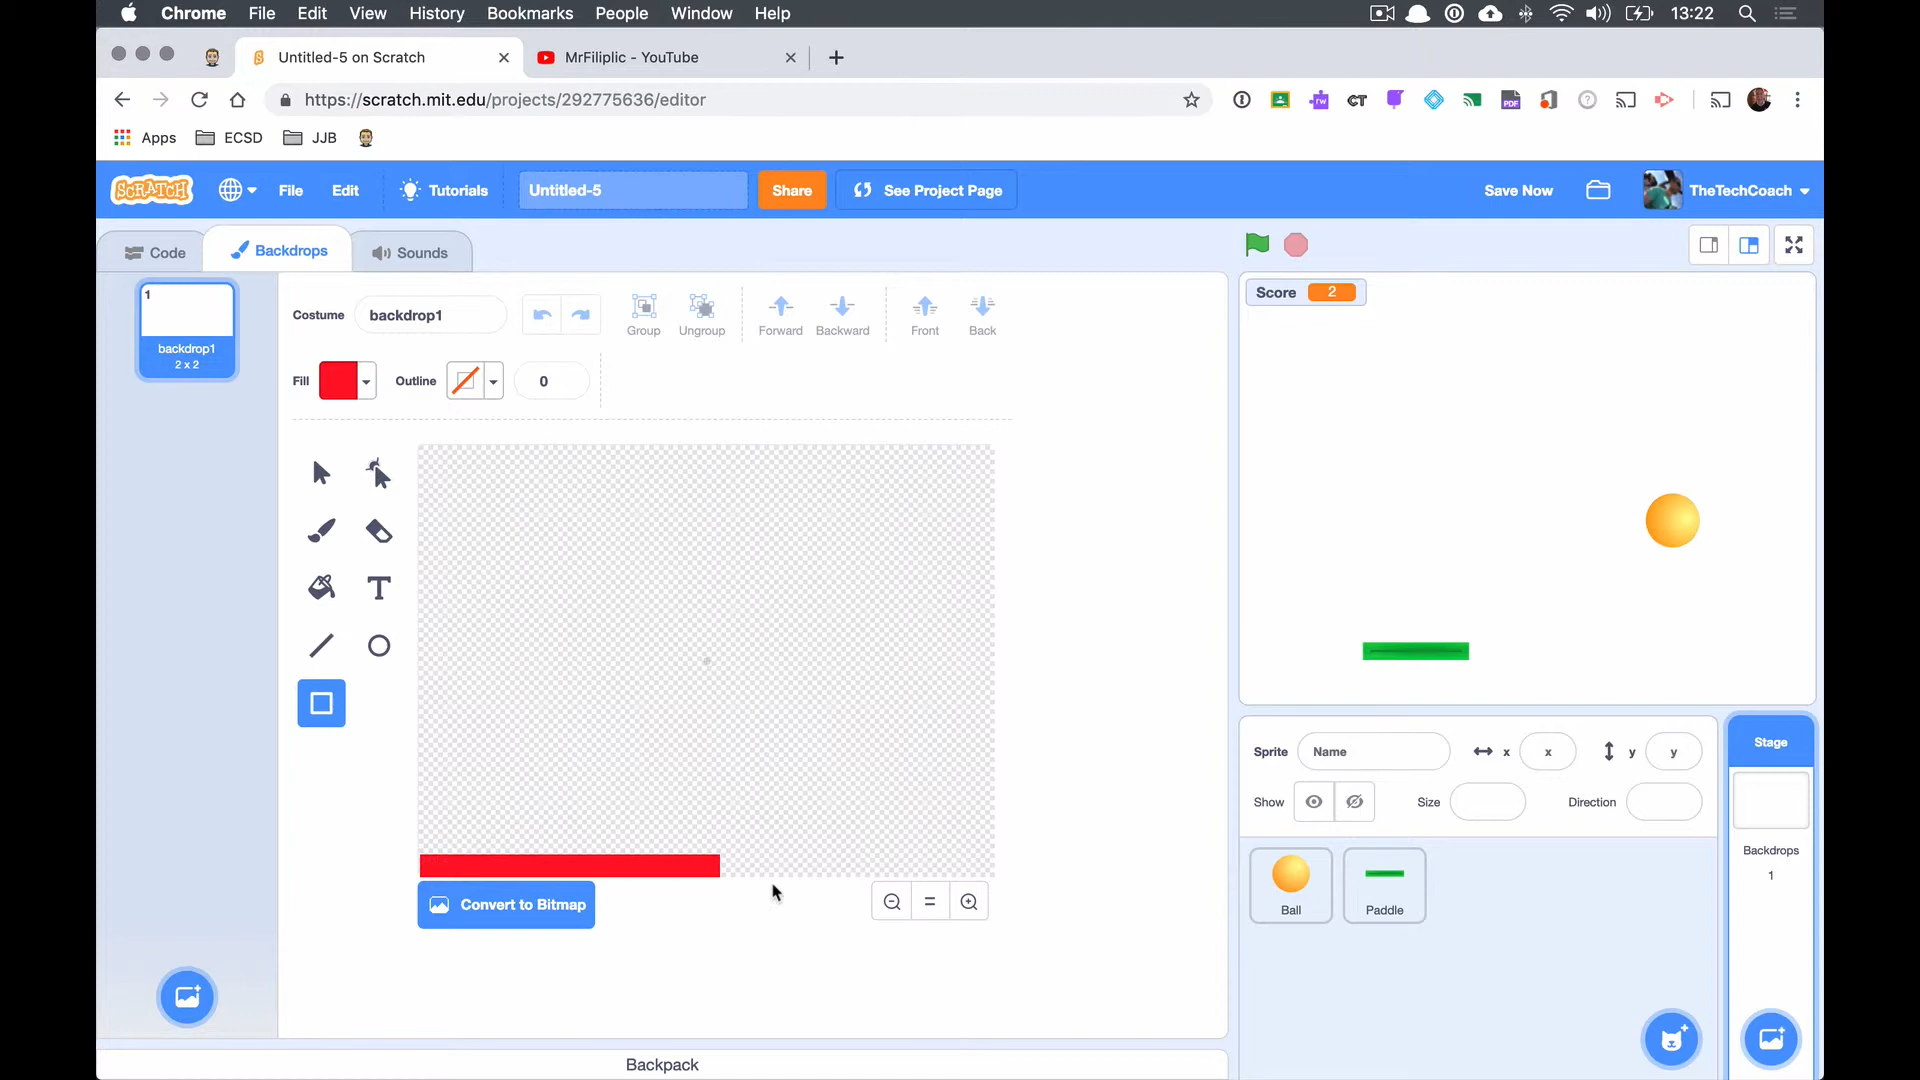 Chrome File Edit View History Bookmarks People Window Help 13:22
Untitled-5 on Scratch MrFiliplic - YouTube
https://scratch.mit.edu/projects/292775636/editor rw CT PDF
Apps ECSD JJB
SCRATCH File Edit Tutorials Untitled-5 Share See Project Page Save Now TheTechCoach
Code Backdrops Sounds
1
backdrop1
2 x 2
Costume backdrop1 Group Ungroup Forward Backward Front Back
Fill Outline 0
T
Convert to Bitmap
Score 2
Sprite Name x x y y
Show Size Direction
Ball Paddle
Stage
Backdrops
1
Backpack